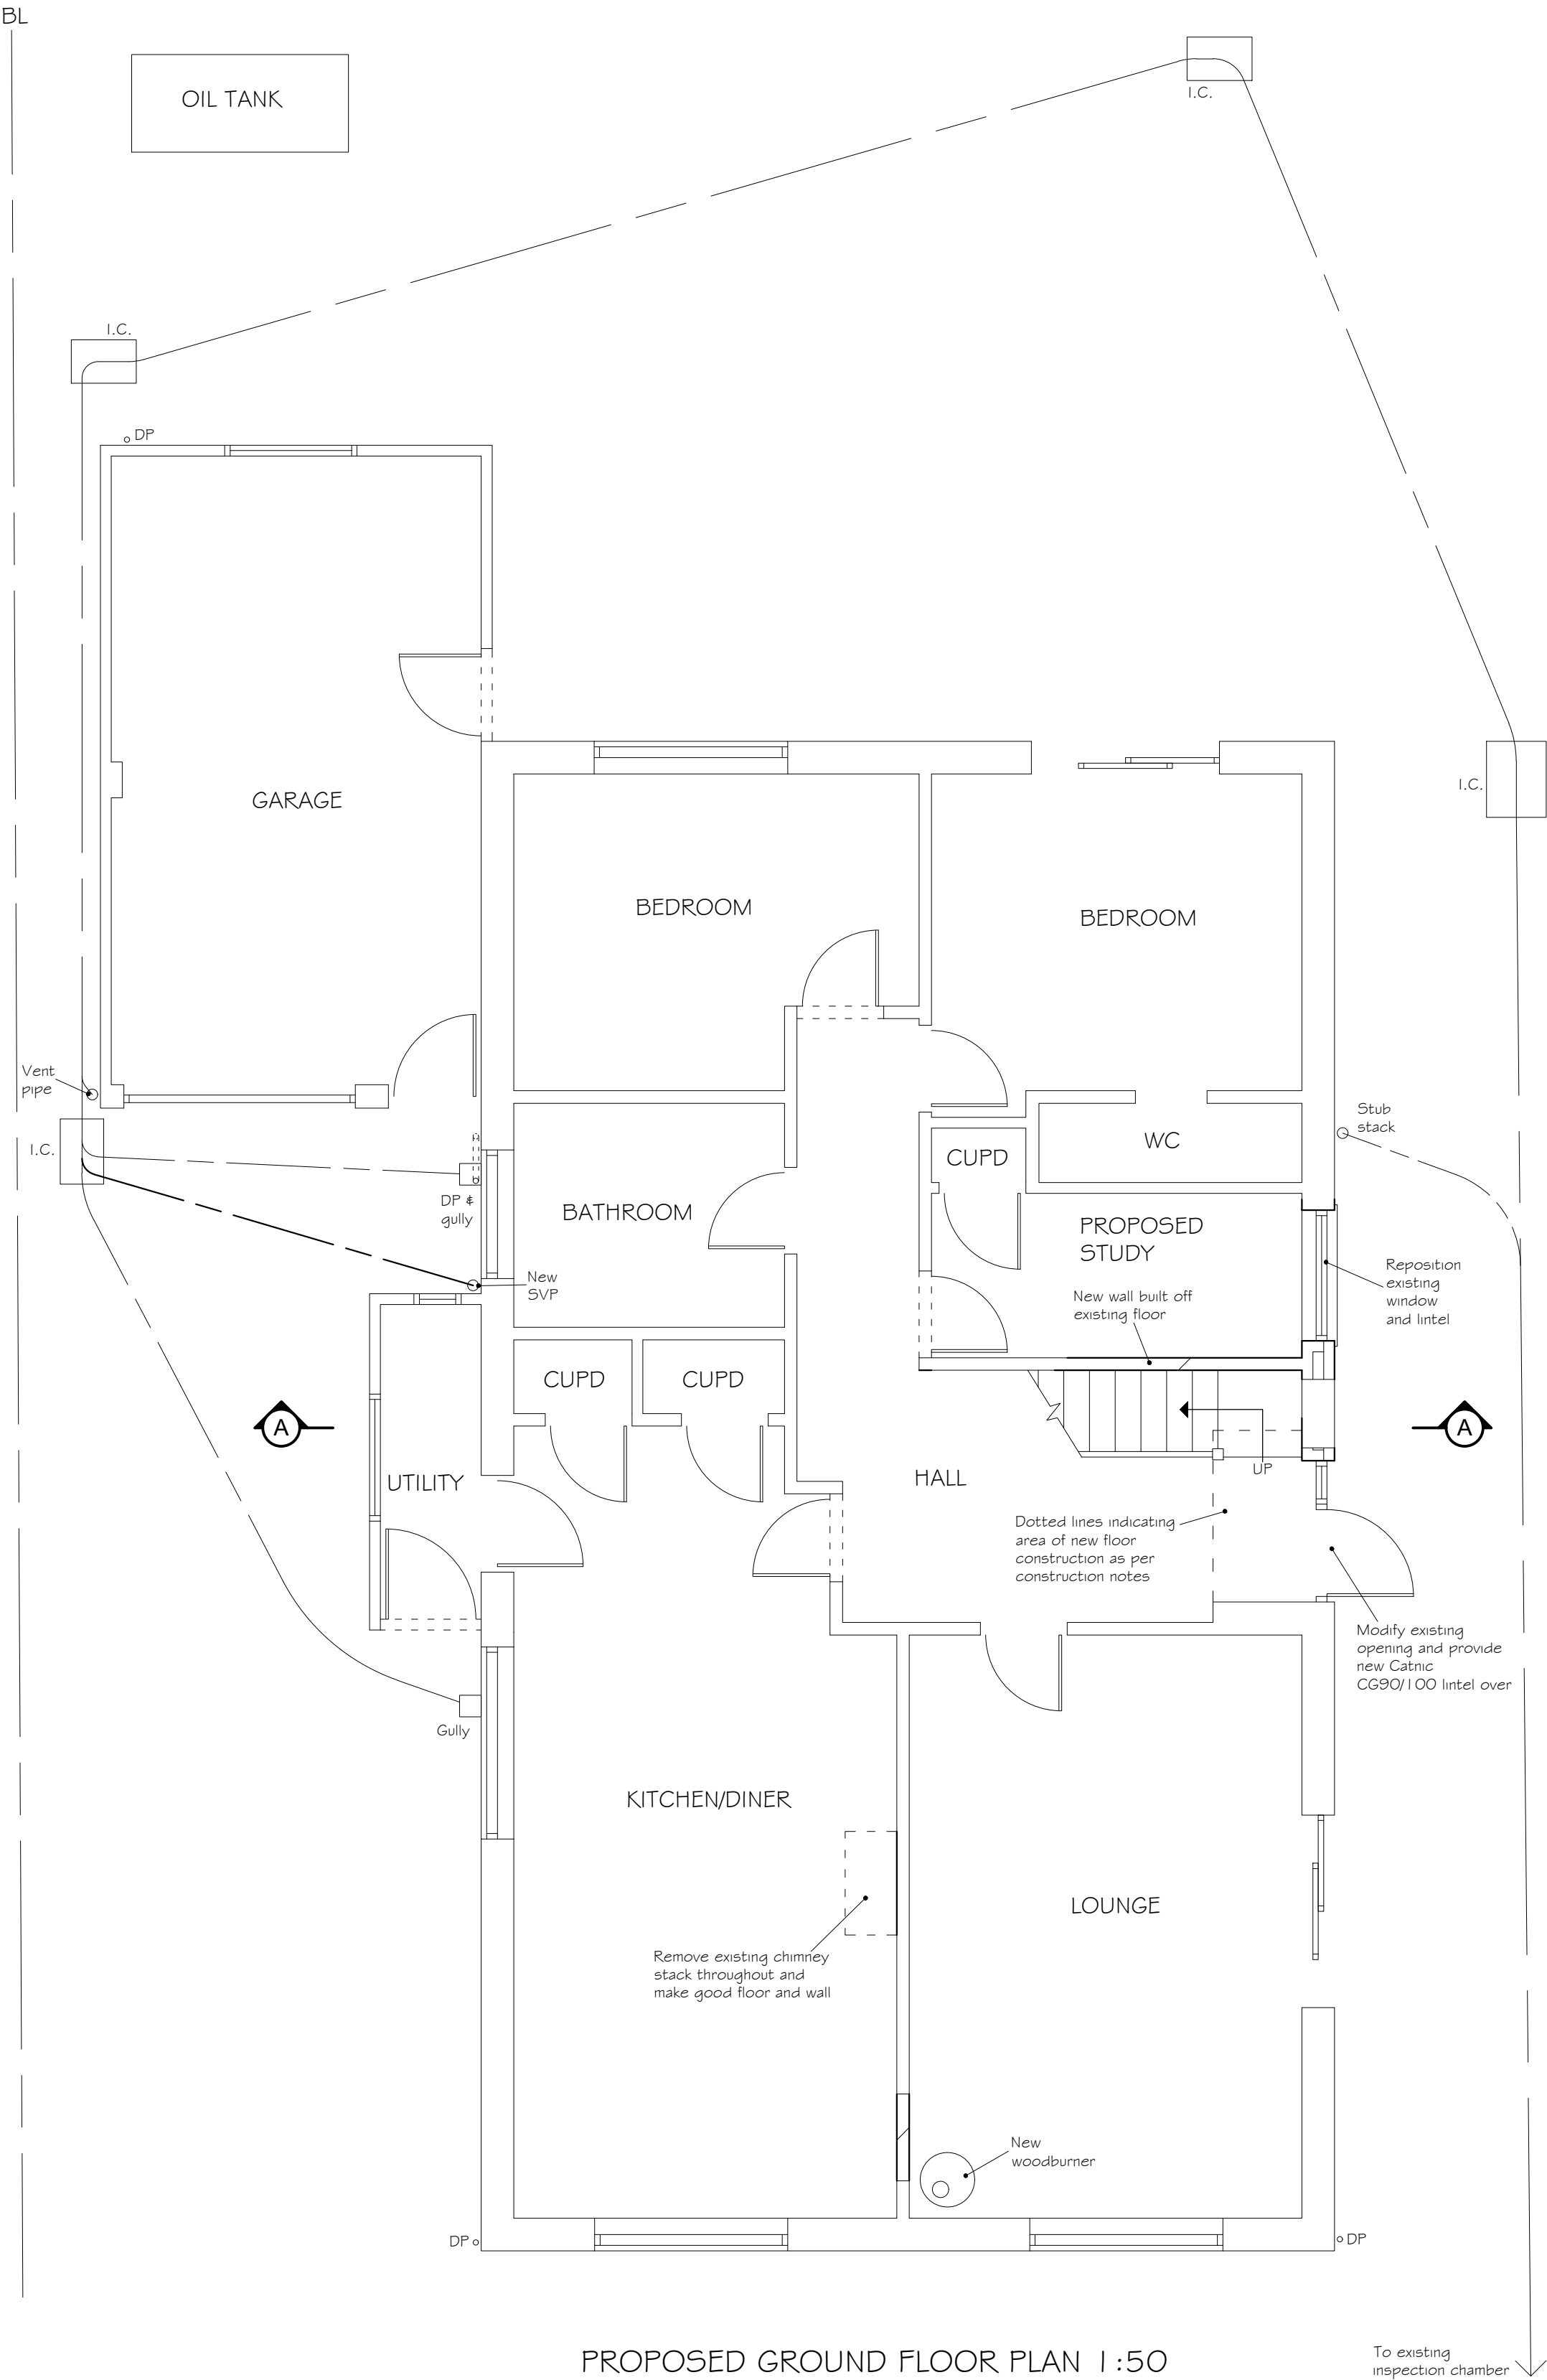 BL
OIL TANK
I.C.
I.C.
DP
I.C.
GARAGE
BEDROOM
BEDROOM
Vent
pipe
Stub
stack
I.C.
WC
CUPD
DP &
gully
BATHROOM
PROPOSED
STUDY
New
SVP
New wall built off
existing floor
Reposition
existing
window
and lintel
CUPD
CUPD
A
A
UTILITY
HALL
UP
Dotted lines indicating
area of new floor
construction as per
construction notes
Modify existing
opening and provide
new Catnic
CG90/100 lintel over
Gully
KITCHEN/DINER
LOUNGE
Remove existing chimney
stack throughout and
make good floor and wall
New
woodburner
DP
DP
PROPOSED GROUND FLOOR PLAN 1:50
To existing
inspection chamber